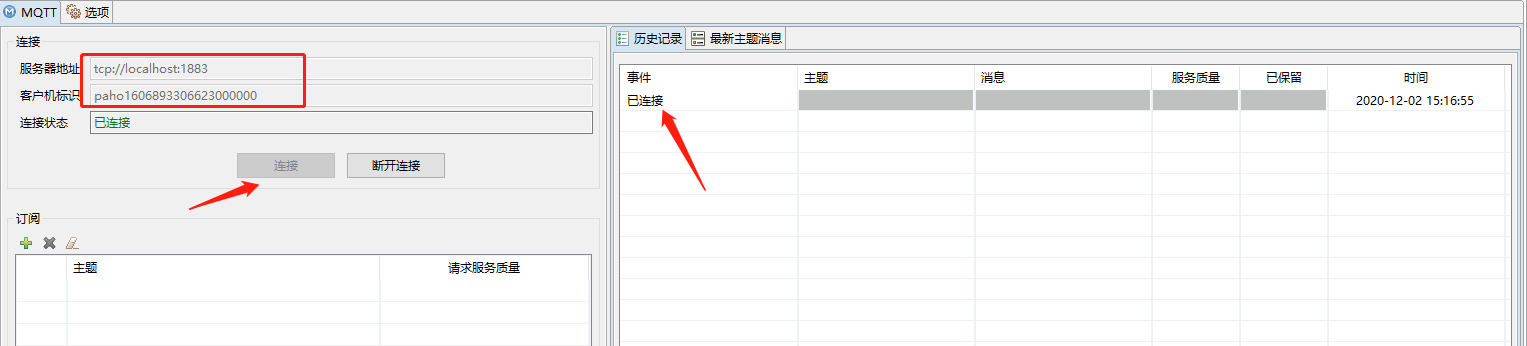 MQTT 选项
连接
服务器地址 tcp://localhost:1883
客户机标识 paho1606893306623000000
连接状态 已连接
连接 断开连接
订阅
主题 请求服务质量
历史记录 最新主题消息
事件 主题 消息 服务质量 已保留 时间
已连接 2020-12-02 15:16:55